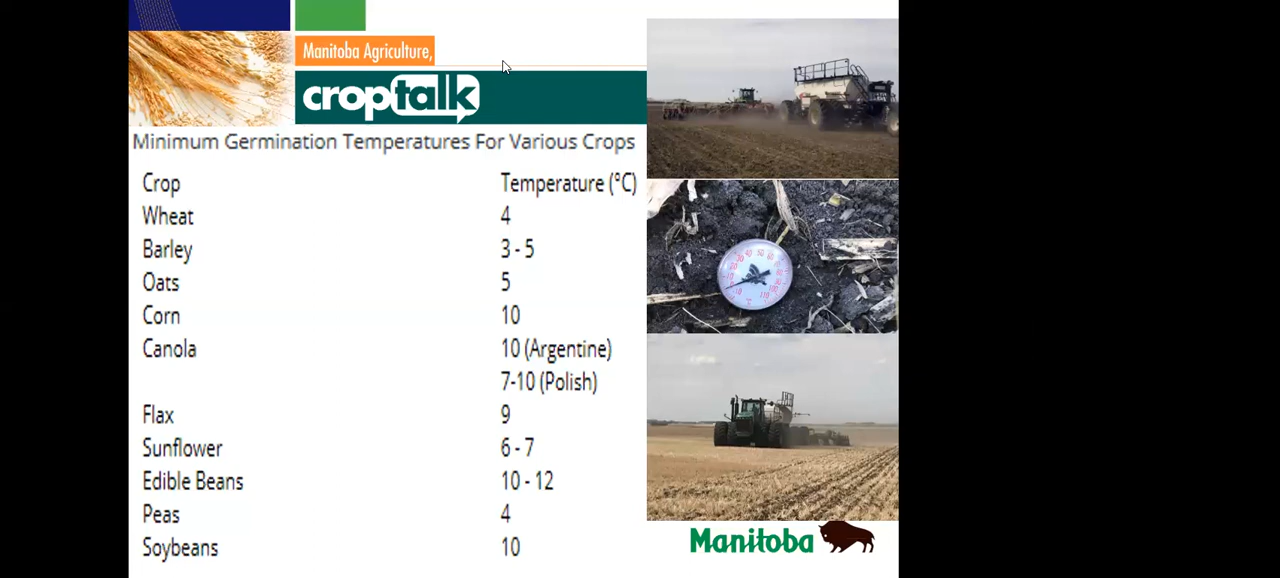 Manitoba Agriculture,
croptalk
Minimum Germination Temperatures For Various Crops
Crop Temperature (°C)
Wheat 4
Barley 3 - 5
Oats 5
Corn 10
Canola 10 (Argentine)
7-10 (Polish)
Flax 9
Sunflower 6 - 7
Edible Beans 10 - 12
Peas 4
Soybeans 10
Manitoba